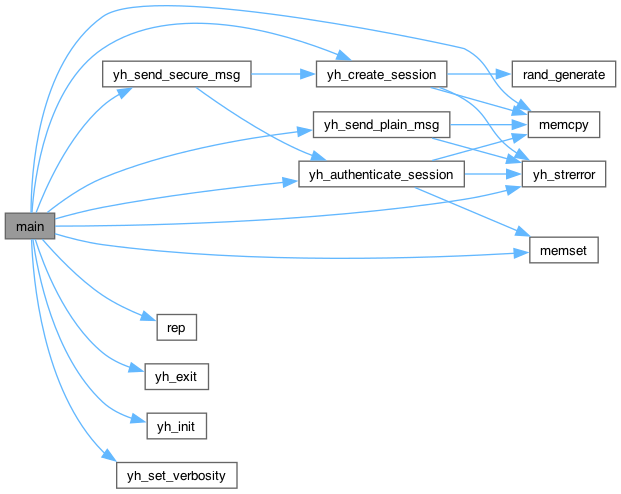 main
yh_send_secure_msg
yh_create_session
rand_generate
memcpy
yh_send_plain_msg
yh_authenticate_session
yh_strerror
memset
rep
yh_exit
yh_init
yh_set_verbosity